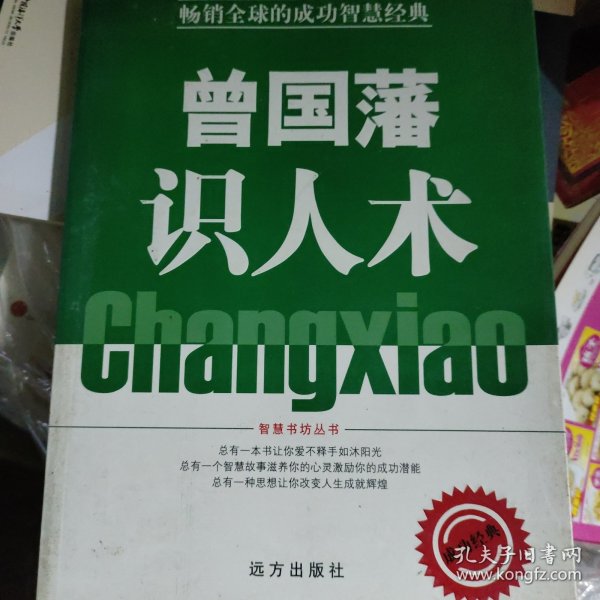 畅销全球的成功智慧经典
曾国藩
识人术
Changxiao
智慧书坊丛书
总有一本书让你爱不释手如沐阳光
总有一个智慧故事滋养你的心灵激励你的成功潜能
总有一种思想让你改变人生成就辉煌
成功经典
远方出版社
孔夫子旧书网
www.kongfz.com